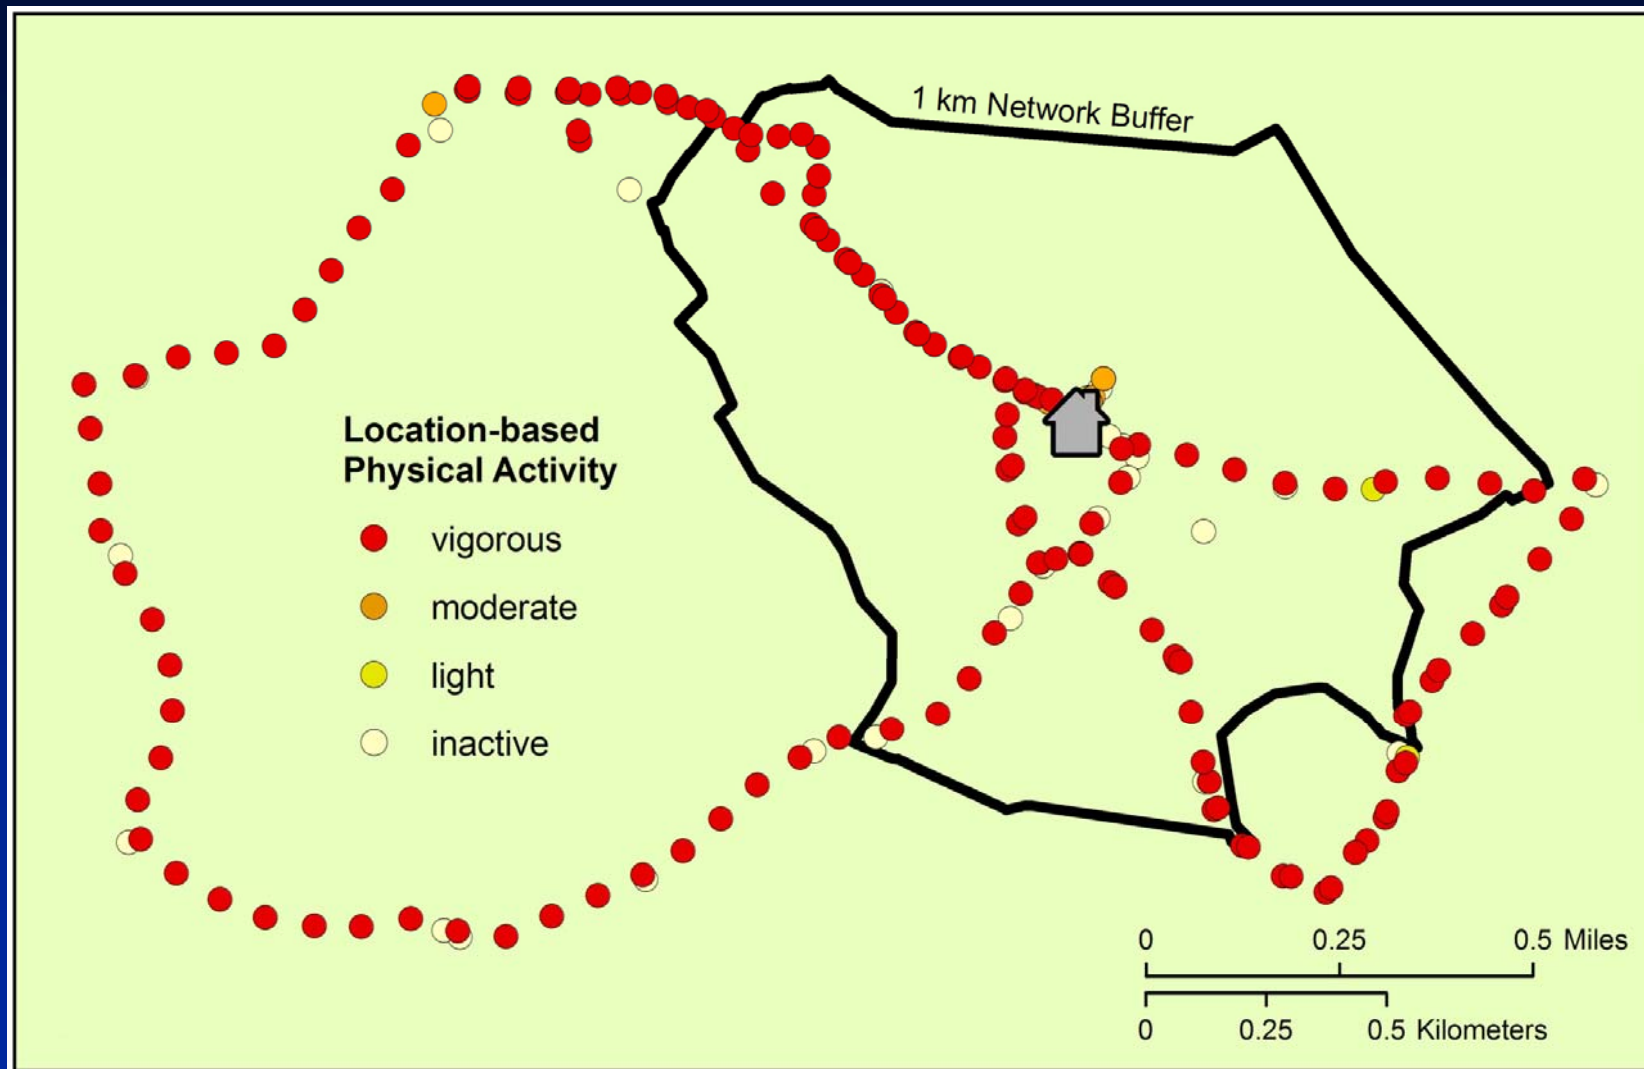 1 km Network Buffer
Location-based
Physical Activity
vigorous
moderate
light
inactive
0 0.25 0.5 Miles
0 0.25 0.5 Kilometers